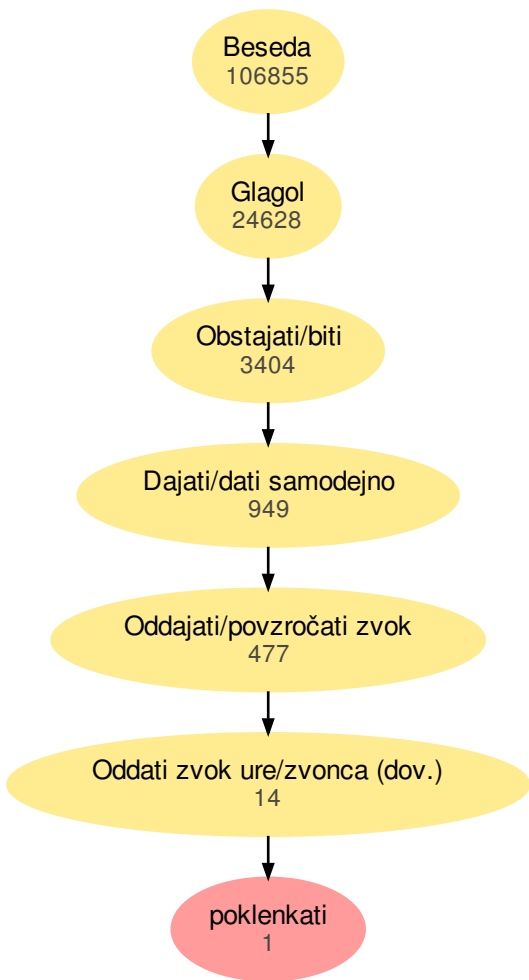 Beseda
106855
Glagol
24628
Obstajati/biti
3404
Dajati/dati samodejno
949
Oddajati/povzročati zvok
477
Oddati zvok ure/zvonca (dov.)
14
poklenkati
1